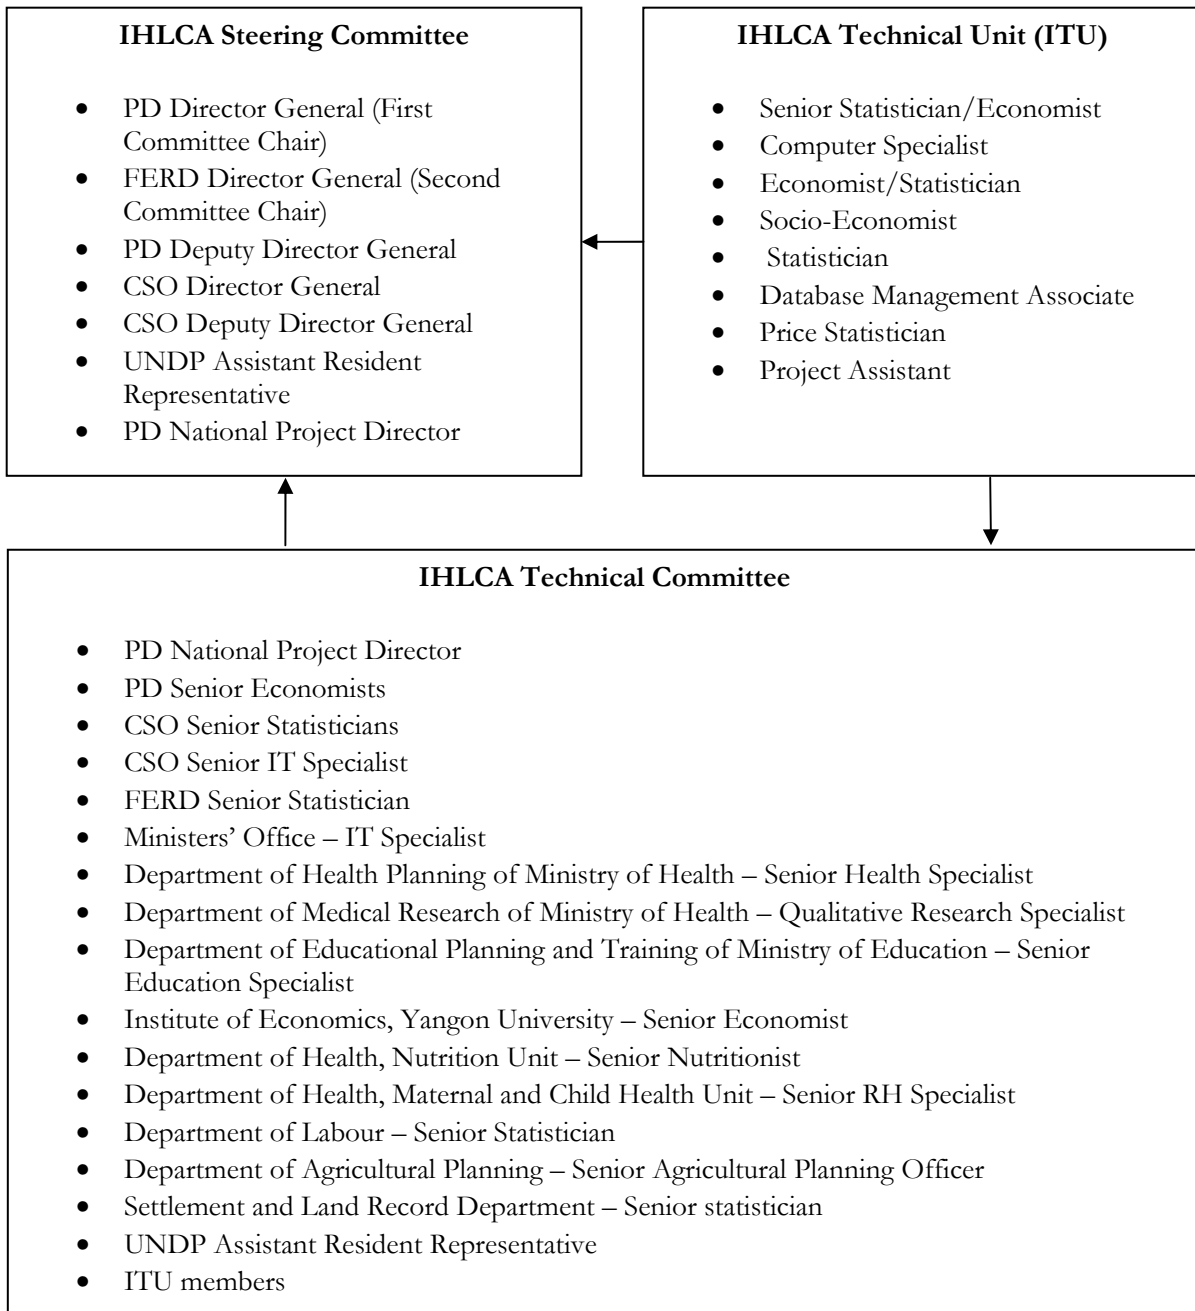 IHLCA Steering Committee
• PD Director General (First
Committee Chair)
• FERD Director General (Second
Committee Chair)
• PD Deputy Director General
• CSO Director General
• CSO Deputy Director General
• UNDP Assistant Resident
Representative
• PD National Project Director
IHLCA Technical Unit (ITU)
• Senior Statistician/Economist
• Computer Specialist
• Economist/Statistician
• Socio-Economist
• Statistician
• Database Management Associate
• Price Statistician
• Project Assistant
IHLCA Technical Committee
• PD National Project Director
• PD Senior Economists
• CSO Senior Statisticians
• CSO Senior IT Specialist
• FERD Senior Statistician
• Ministers’ Office – IT Specialist
• Department of Health Planning of Ministry of Health – Senior Health Specialist
• Department of Medical Research of Ministry of Health – Qualitative Research Specialist
• Department of Educational Planning and Training of Ministry of Education – Senior
Education Specialist
• Institute of Economics, Yangon University – Senior Economist
• Department of Health, Nutrition Unit – Senior Nutritionist
• Department of Health, Maternal and Child Health Unit – Senior RH Specialist
• Department of Labour – Senior Statistician
• Department of Agricultural Planning – Senior Agricultural Planning Officer
• Settlement and Land Record Department – Senior statistician
• UNDP Assistant Resident Representative
• ITU members